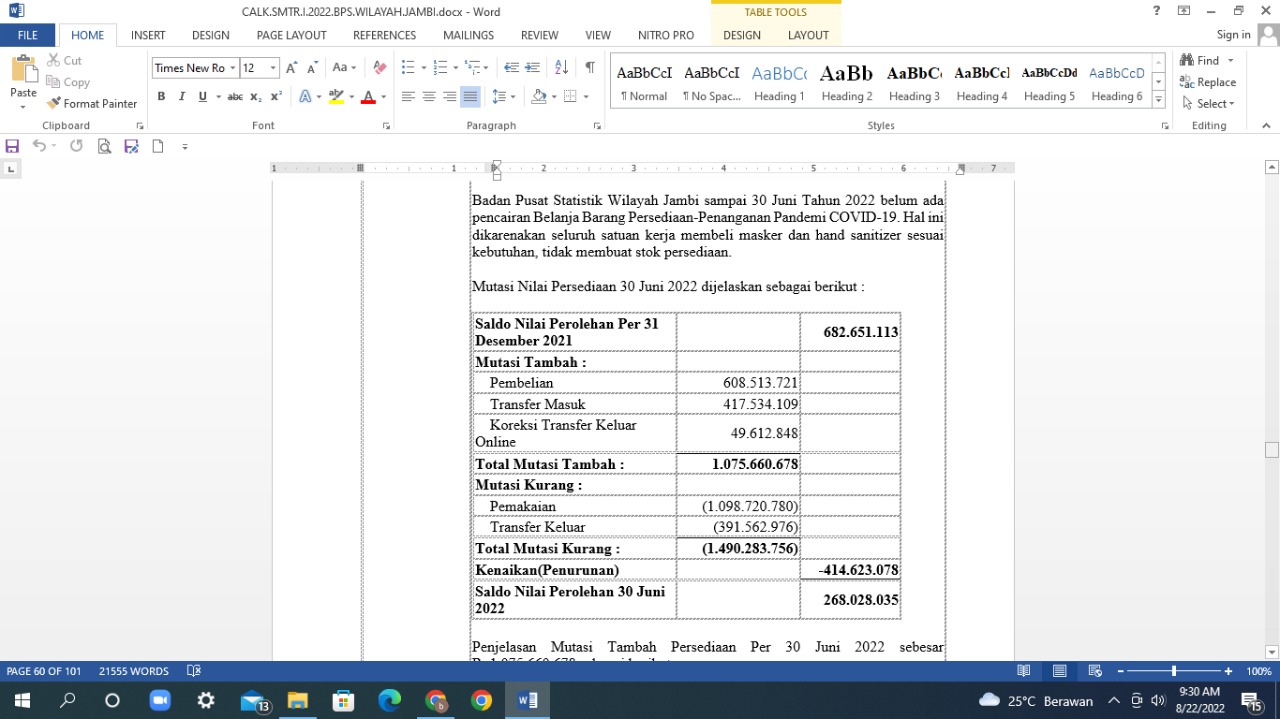 CALK.SMTR.I.2022.BPS.WILAYAH.JAMBI.docx - Word
TABLE TOOLS
FILE HOME INSERT DESIGN PAGE LAYOUT REFERENCES MAILINGS REVIEW VIEW NITRO PRO DESIGN LAYOUT Sign in
Paste
Cut
Copy
Format Painter
Clipboard
Times New Ro 12
Font
Paragraph
AaBbCcI AaBbCcI AaBbCc AaBb AaBbC AaBbCcI AaBbCcDd AaBbCcD
¶ Normal ¶ No Spac... Heading 1 Heading 2 Heading 3 Heading 4 Heading 5 Heading 6
Styles
Find
Replace
Select
Editing
1 1 2 3 4 5 6 7
Badan Pusat Statistik Wilayah Jambi sampai 30 Juni Tahun 2022 belum ada
pencairan Belanja Barang Persediaan-Penanganan Pandemi COVID-19. Hal ini
dikarenakan seluruh satuan kerja membeli masker dan hand sanitizer sesuai
kebutuhan, tidak membuat stok persediaan.
Mutasi Nilai Persediaan 30 Juni 2022 dijelaskan sebagai berikut :
Saldo Nilai Perolehan Per 31
Desember 2021 682.651.113
Mutasi Tambah :
Pembelian 608.513.721
Transfer Masuk 417.534.109
Koreksi Transfer Keluar
Online 49.612.848
Total Mutasi Tambah : 1.075.660.678
Mutasi Kurang :
Pemakaian (1.098.720.780)
Transfer Keluar (391.562.976)
Total Mutasi Kurang : (1.490.283.756)
Kenaikan(Penurunan) -414.623.078
Saldo Nilai Perolehan 30 Juni
2022 268.028.035
Penjelasan Mutasi Tambah Persediaan Per 30 Juni 2022 sebesar
PAGE 60 OF 101 21555 WORDS 100%
13 25°C Berawan 9:30 AM
8/22/2022 15